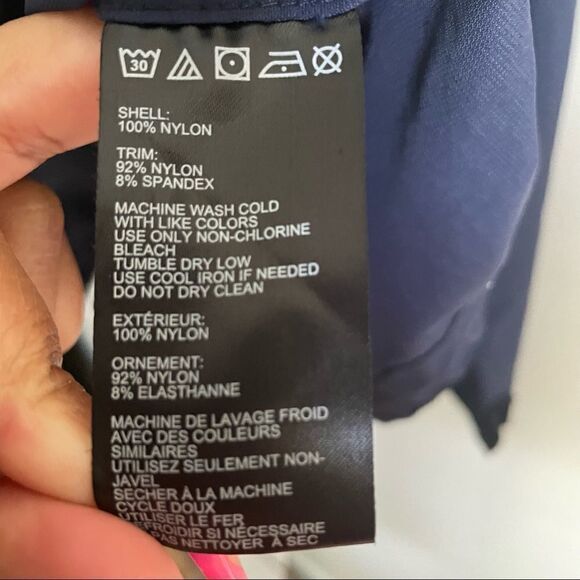 30
SHELL:
100% NYLON
TRIM:
92% NYLON
8% SPANDEX
MACHINE WASH COLD
WITH LIKE COLORS
USE ONLY NON-CHLORINE
BLEACH
TUMBLE DRY LOW
USE COOL IRON IF NEEDED
DO NOT DRY CLEAN
EXTÉRIEUR:
100% NYLON
ORNEMENT:
92% NYLON
8% ELASTHANNE
MACHINE DE LAVAGE FROID
AVEC DES COULEURS
SIMILAIRES
UTILISEZ SEULEMENT NON-
JAVEL
SÉCHER À LA MACHINE
CYCLE DOUX
UTILISER LE FER
REFROIDIR SI NÉCESSAIRE
PAS NETTOYER À SEC